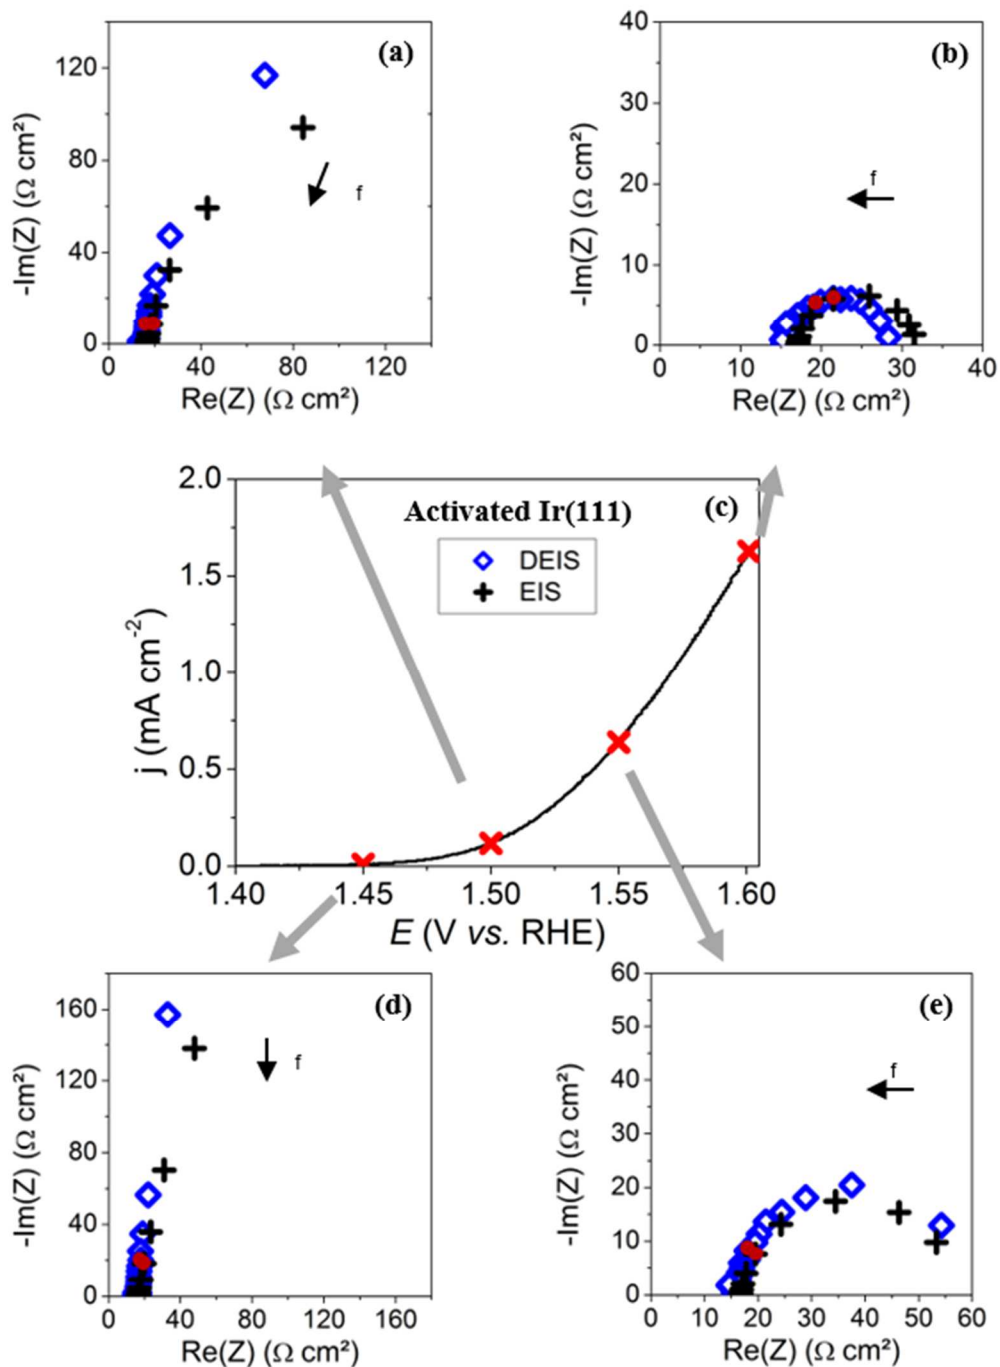 (a)
120
80
40
0
-Im(Z) (Ω cm²)
f
0 40 80 120
Re(Z) (Ω cm²)
(b)
40
30
20
10
0
-Im(Z) (Ω cm²)
f
0 10 20 30 40
Re(Z) (Ω cm²)
2.0
1.5
1.0
0.5
0.0
j (mA cm⁻²)
Activated Ir(111)
(c)
DEIS
EIS
1.40 1.45 1.50 1.55 1.60
E (V vs. RHE)
(d)
160
120
80
40
0
-Im(Z) (Ω cm²)
f
0 40 80 120 160
Re(Z) (Ω cm²)
(e)
60
50
40
30
20
10
0
-Im(Z) (Ω cm²)
f
0 10 20 30 40 50 60
Re(Z) (Ω cm²)